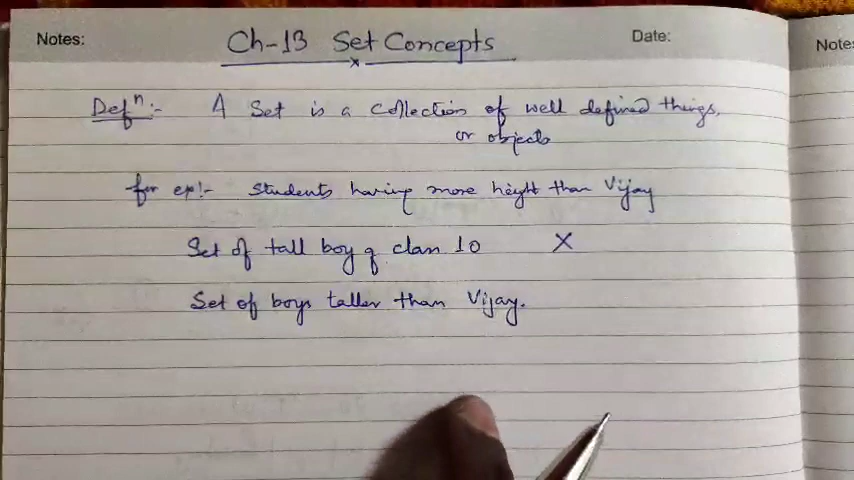 Notes:
Ch-13 Set Concepts
Date:
Notes:
Defⁿ:- A Set is a collection of well defined things,
or objects
for ex!- Students having more height than Vijay
Set of tall boy of class 10 X
Set of boys taller than Vijay.